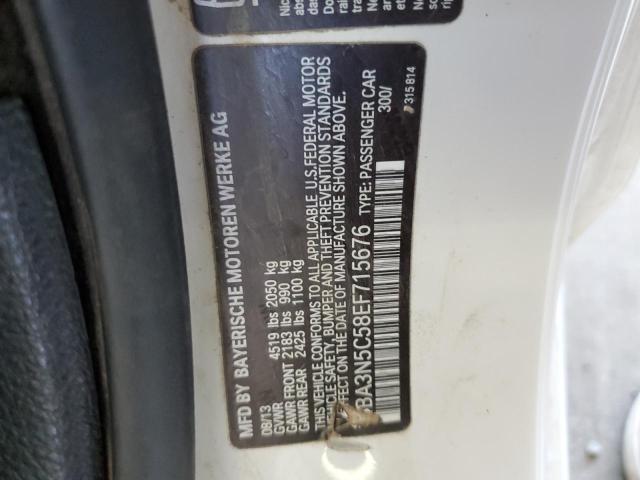 MFD BY BAYERISCHE MOTOREN WERKE AG
08/13
GVWR 4519 lbs 2050 kg
GAWR FRONT 2183 lbs 990 kg
GAWR REAR 2425 lbs 1100 kg
THIS VEHICLE CONFORMS TO ALL APPLICABLE U.S.FEDERAL MOTOR
VEHICLE SAFETY, BUMPER AND THEFT PREVENTION STANDARDS
EFFECT ON THE DATE OF MANUFACTURE SHOWN ABOVE.
BA3N5C58EF715676 TYPE: PASSENGER CAR
300/
315814